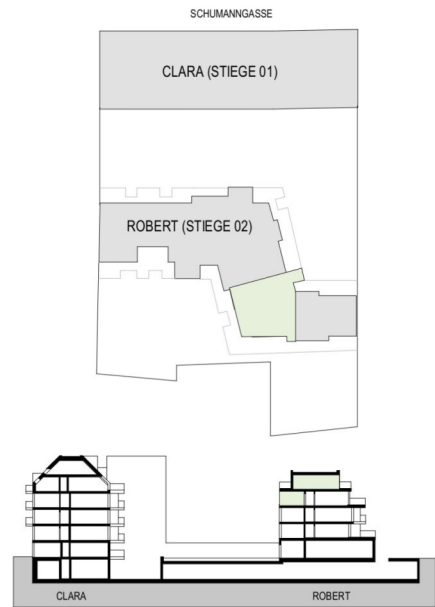 SCHUMANNGASSE
CLARA (STIEGE 01)
ROBERT (STIEGE 02)
CLARA
ROBERT